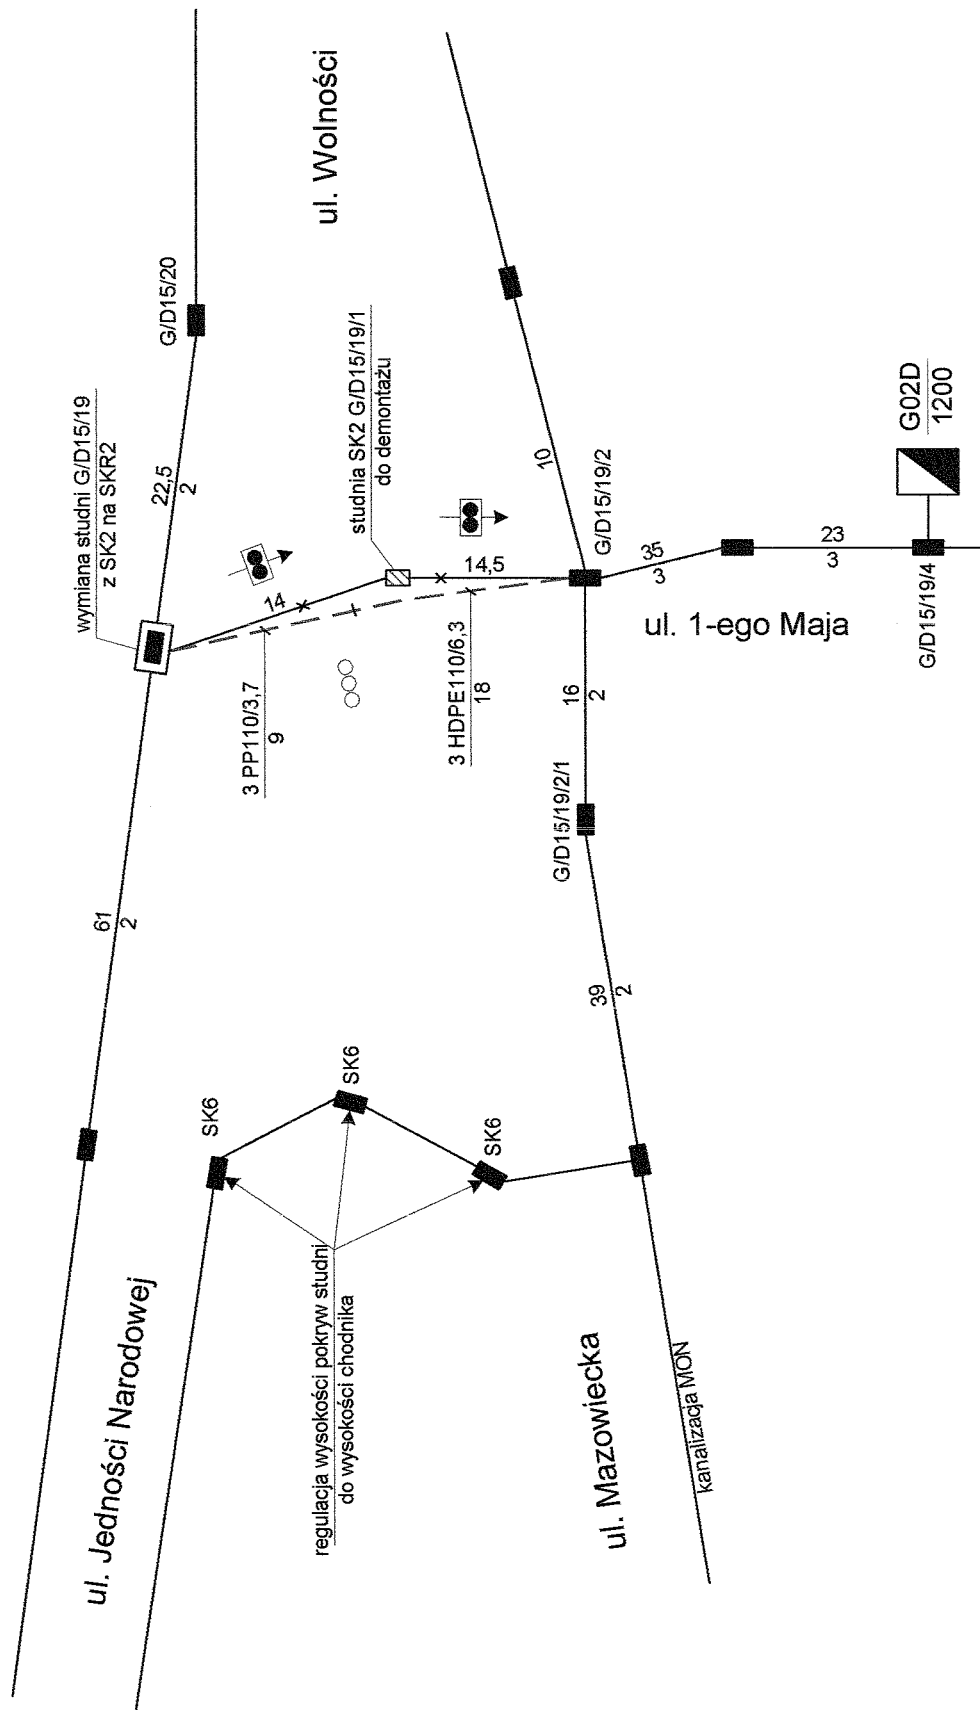 ul. Wolności
G/D15/20
wymiana studni G/D15/19
z SK2 na SKR2
22,5
2
studnia SK2 G/D15/19/1
do demontażu
10
G/D15/19/2
G02D
1200
14
14,5
35
3
23
3
G/D15/19/4
ul. 1-ego Maja
3 PP110/3,7
9
3 HDPE110/6,3
18
16
2
G/D15/19/2/1
61
2
39
2
SK6
SK6
SK6
regulacja wysokości pokryw studni
do wysokości chodnika
ul. Jedności Narodowej
ul. Mazowiecka
kanalizacja MON